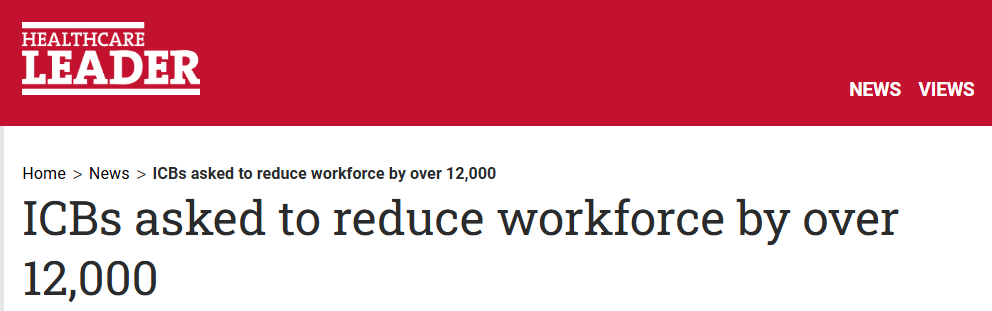 HEALTHCARE
LEADER
NEWS VIEWS
Home > News > ICBs asked to reduce workforce by over 12,000
ICBs asked to reduce workforce by over
12,000